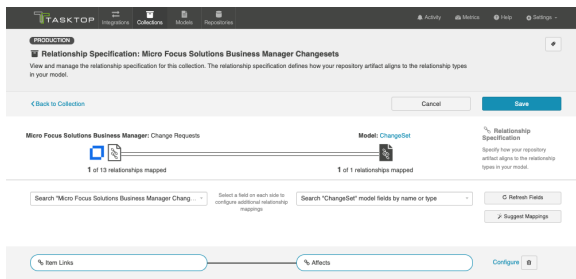 TASKTOP
Integrations
Collections
Models
Repositories
Activity
Metrics
Help
Settings
PRODUCTION
Relationship Specification: Micro Focus Solutions Business Manager Changesets
View and manage the relationship specification for this collection. The relationship specification defines how your repository artifact aligns to the relationship types
in your model.
Back to Collection
Cancel
Save
Micro Focus Solutions Business Manager: Change Requests
1 of 13 relationships mapped
Model: ChangeSet
1 of 1 relationships mapped
Relationship
Specification
Specify how your repository
artifact aligns to the relationship
types in your model.
Search "Micro Focus Solutions Business Manager Chang...
Select a field on each side to
configure additional relationship
mappings
Search "ChangeSet" model fields by name or type
Refresh Fields
Suggest Mappings
Item Links
Affects
Configure